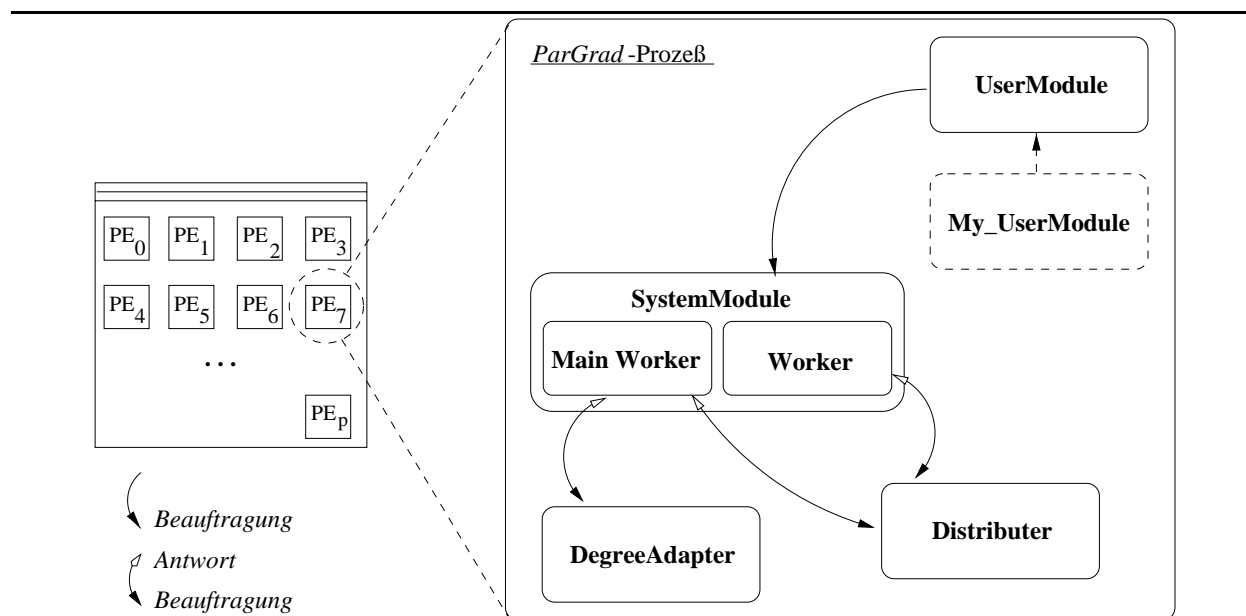 ParGrad -Prozeß
UserModule
My_UserModule
PE0 PE1 PE2 PE3
PE4 PE5 PE6 PE7
...
PEp
SystemModule
Main Worker Worker
DegreeAdapter
Distributer
Beauftragung
Antwort
Beauftragung